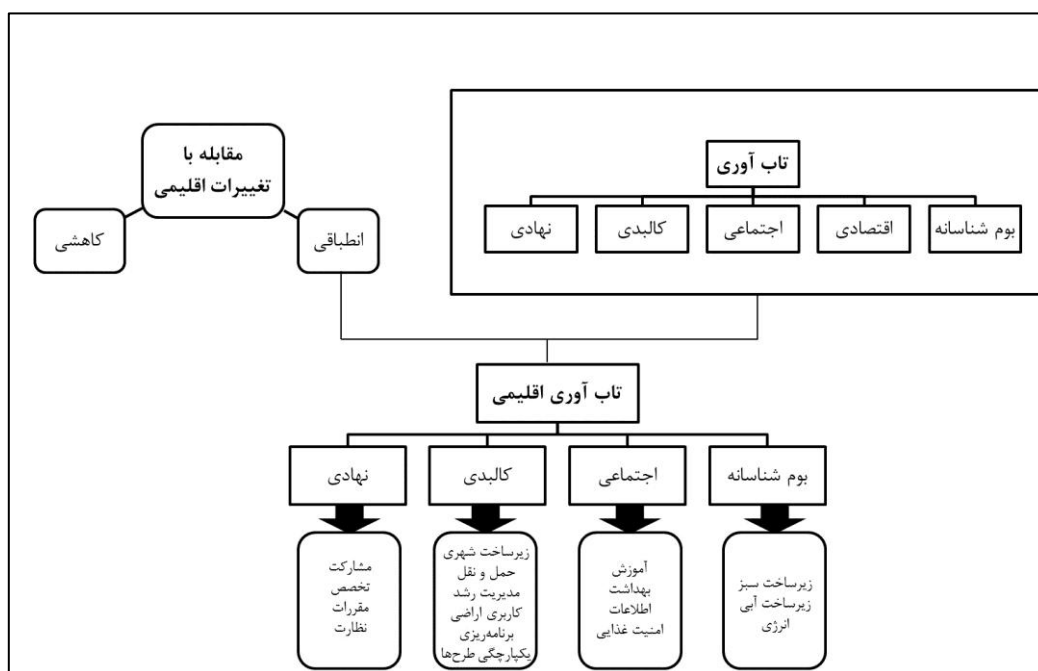 مقابله با
تغییرات اقلیمی
کاهشی
انطباقی
تاب آوری
بوم شناسانه
اقتصادی
اجتماعی
کالبدی
نهادی
تاب آوری اقلیمی
بوم شناسانه
اجتماعی
کالبدی
نهادی
زیرساخت سبز
زیرساخت آبی
انرژی
آموزش
بهداشت
اطلاعات
امنیت غذایی
زیرساخت شهری
حمل و نقل
مدیریت رشد
کاربری اراضی
برنامه‌ریزی
یکپارچگی طرح‌ها
مشارکت
تخصص
مقررات
نظارت